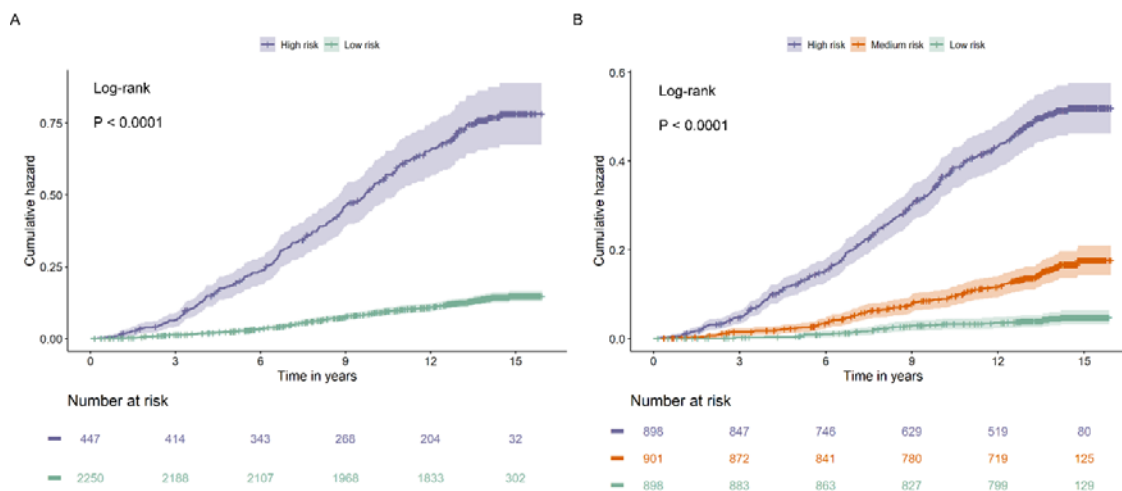 A
High risk Low risk
Log-rank
P < 0.0001
0.75
0.50
0.25
0.00
Cumulative hazard
0 3 6 9 12 15
Time in years
Number at risk
447 414 343 268 204 32
2250 2188 2107 1968 1833 302
B
High risk Medium risk Low risk
Log-rank
P < 0.0001
0.6
0.4
0.2
0.0
Cumulative hazard
0 3 6 9 12 15
Time in years
Number at risk
898 847 746 629 519 80
901 872 841 780 719 125
898 883 863 827 799 129